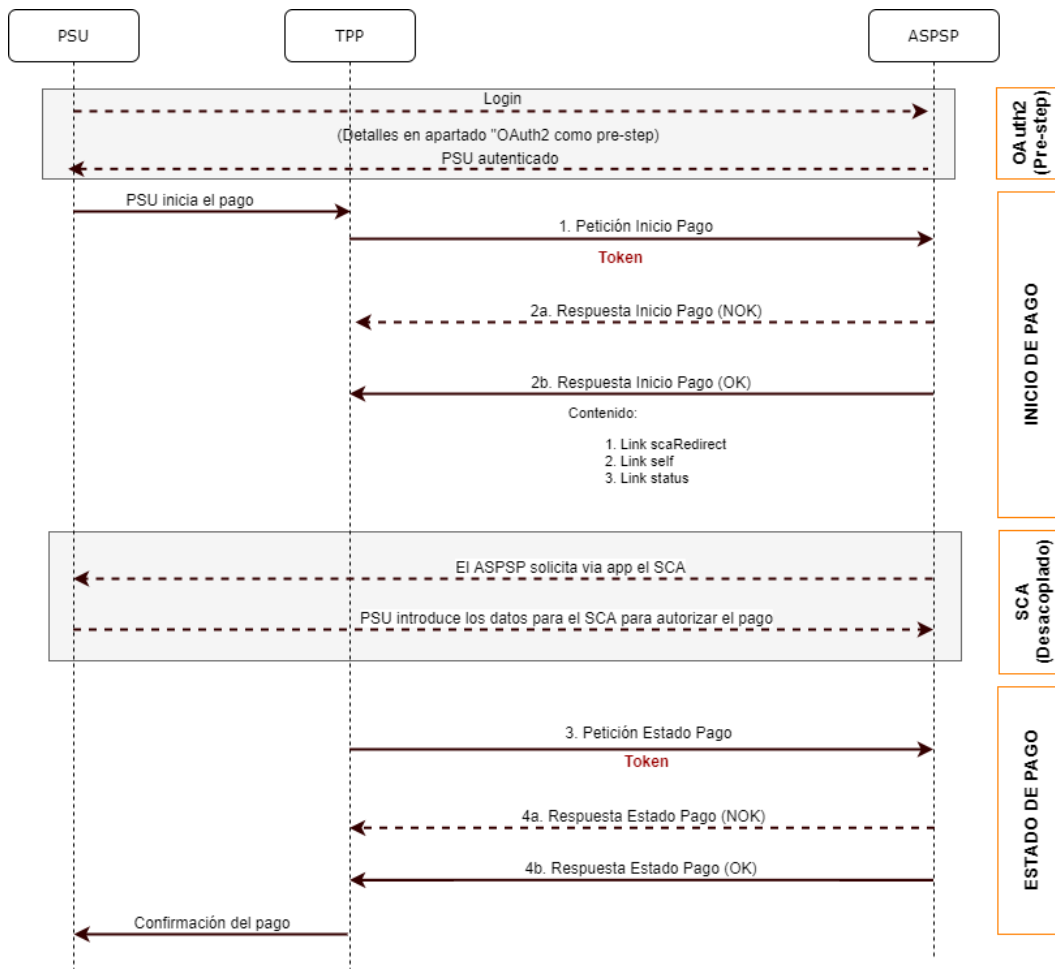 PSU
TPP
ASPSP
Login
(Detalles en apartado "OAuth2 como pre-step)
PSU autenticado
OAuth2
(Pre-step)
PSU inicia el pago
1. Petición Inicio Pago
Token
2a. Respuesta Inicio Pago (NOK)
2b. Respuesta Inicio Pago (OK)
Contenido:
1. Link scaRedirect
2. Link self
3. Link status
INICIO DE PAGO
El ASPSP solicita via app el SCA
PSU introduce los datos para el SCA para autorizar el pago
SCA
(Desacoplado)
3. Petición Estado Pago
Token
4a. Respuesta Estado Pago (NOK)
4b. Respuesta Estado Pago (OK)
Confirmación del pago
ESTADO DE PAGO